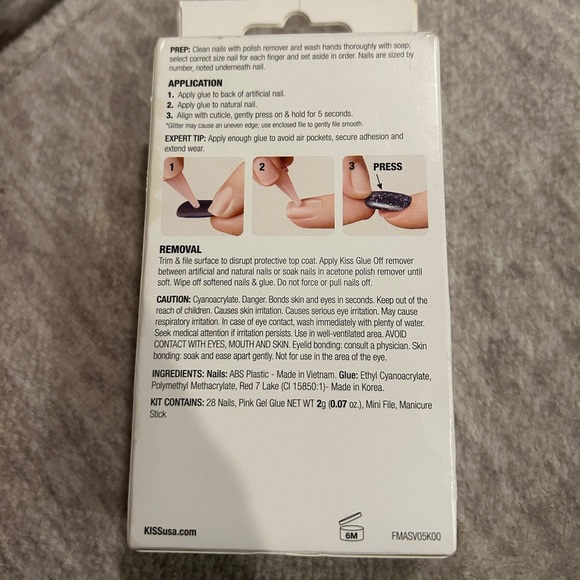 PREP: Clean nails with polish remover and wash hands thoroughly with soap;
select correct size nail for each finger and set aside in order. Nails are sized by
number, noted underneath nail.
APPLICATION
1. Apply glue to back of artificial nail.
2. Apply glue to natural nail.
3. Align with cuticle, gently press on & hold for 5 seconds.
*Glitter may cause an uneven edge; use enclosed file to gently file smooth.
EXPERT TIP: Apply enough glue to avoid air pockets, secure adhesion and
extend wear.
1 2 3 PRESS
REMOVAL
Trim & file surface to disrupt protective top coat. Apply Kiss Glue Off remover
between artificial and natural nails or soak nails in acetone polish remover until
soft. Wipe off softened nails & glue. Do not force or pull nails off.
CAUTION: Cyanoacrylate. Danger. Bonds skin and eyes in seconds. Keep out of the
reach of children. Causes skin irritation. Causes serious eye irritation. May cause
respiratory irritation. In case of eye contact, wash immediately with plenty of water.
Seek medical attention if irritation persists. Use in well-ventilated area. AVOID
CONTACT WITH EYES, MOUTH AND SKIN. Eyelid bonding: consult a physician. Skin
bonding: soak and ease apart gently. Not for use in the area of the eye.
INGREDIENTS: Nails: ABS Plastic - Made in Vietnam. Glue: Ethyl Cyanoacrylate,
Polymethyl Methacrylate, Red 7 Lake (CI 15850:1)- Made in Korea.
KIT CONTAINS: 28 Nails, Pink Gel Glue NET WT 2g (0.07 oz.), Mini File, Manicure
Stick
KISSusa.com
6M
FMASV05K00